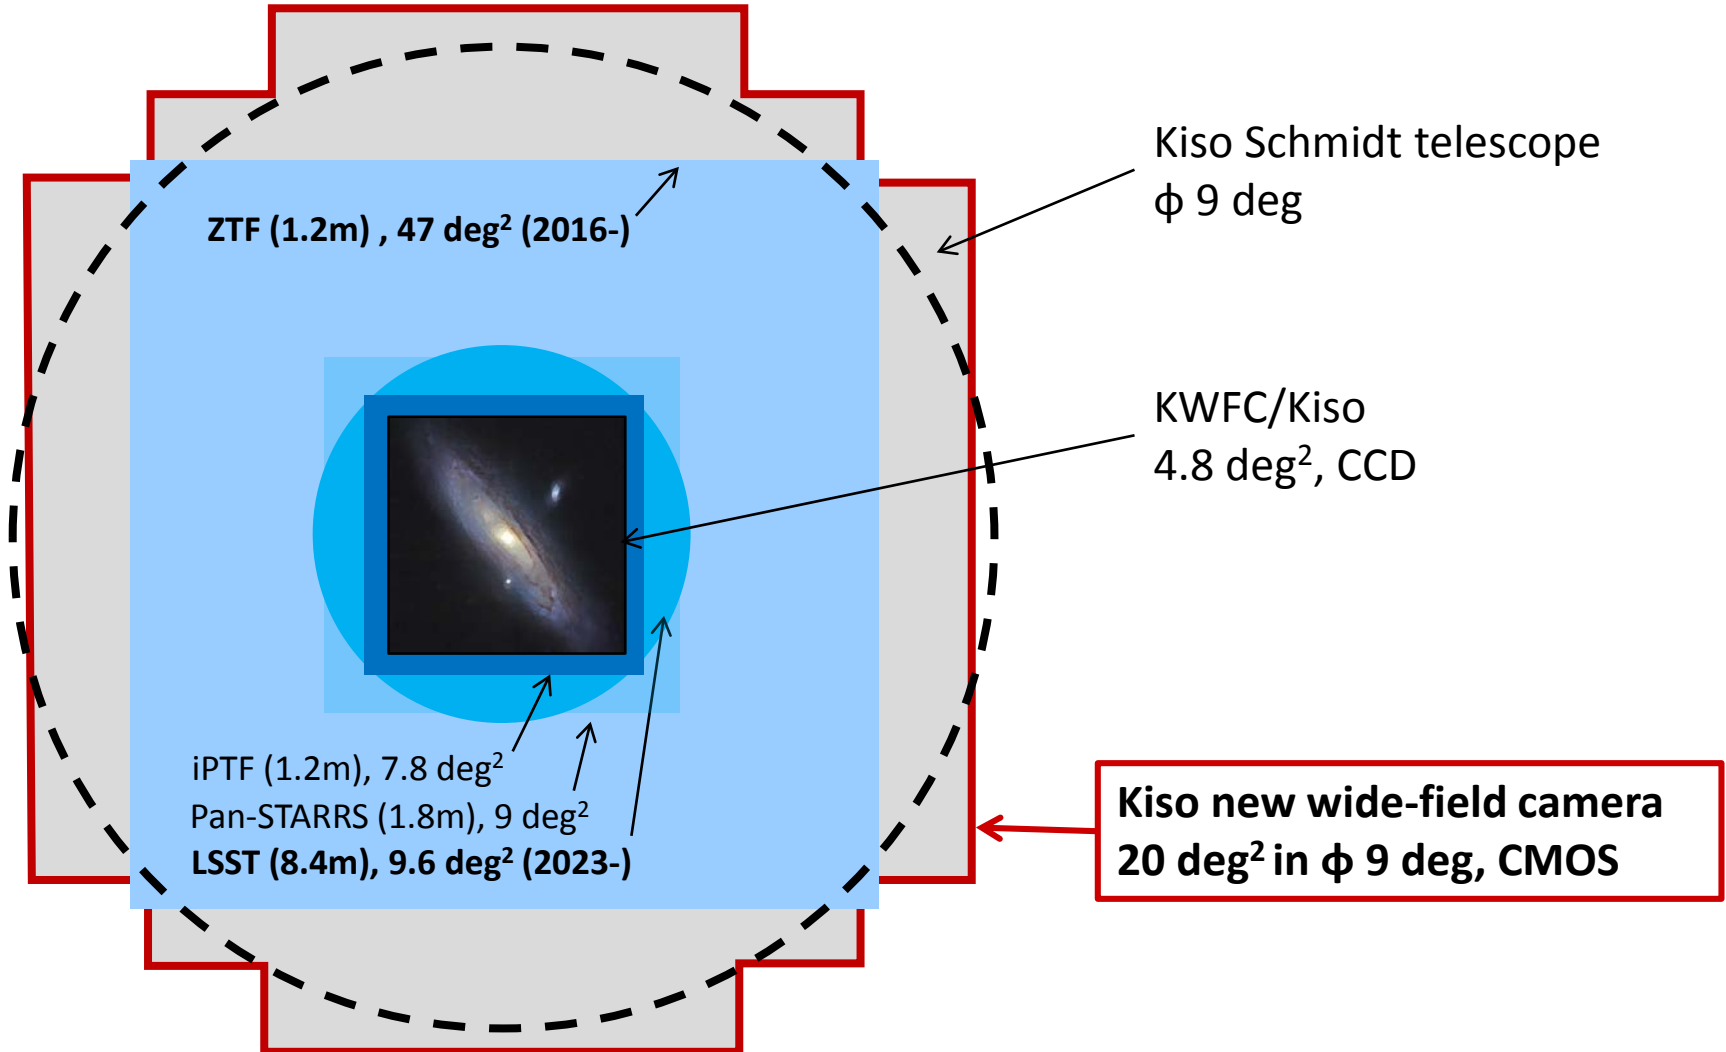 Kiso Schmidt telescope
φ 9 deg
ZTF (1.2m) , 47 deg² (2016-)
KWFC/Kiso
4.8 deg², CCD
iPTF (1.2m), 7.8 deg²
Pan-STARRS (1.8m), 9 deg²
LSST (8.4m), 9.6 deg² (2023-)
Kiso new wide-field camera
20 deg² in φ 9 deg, CMOS